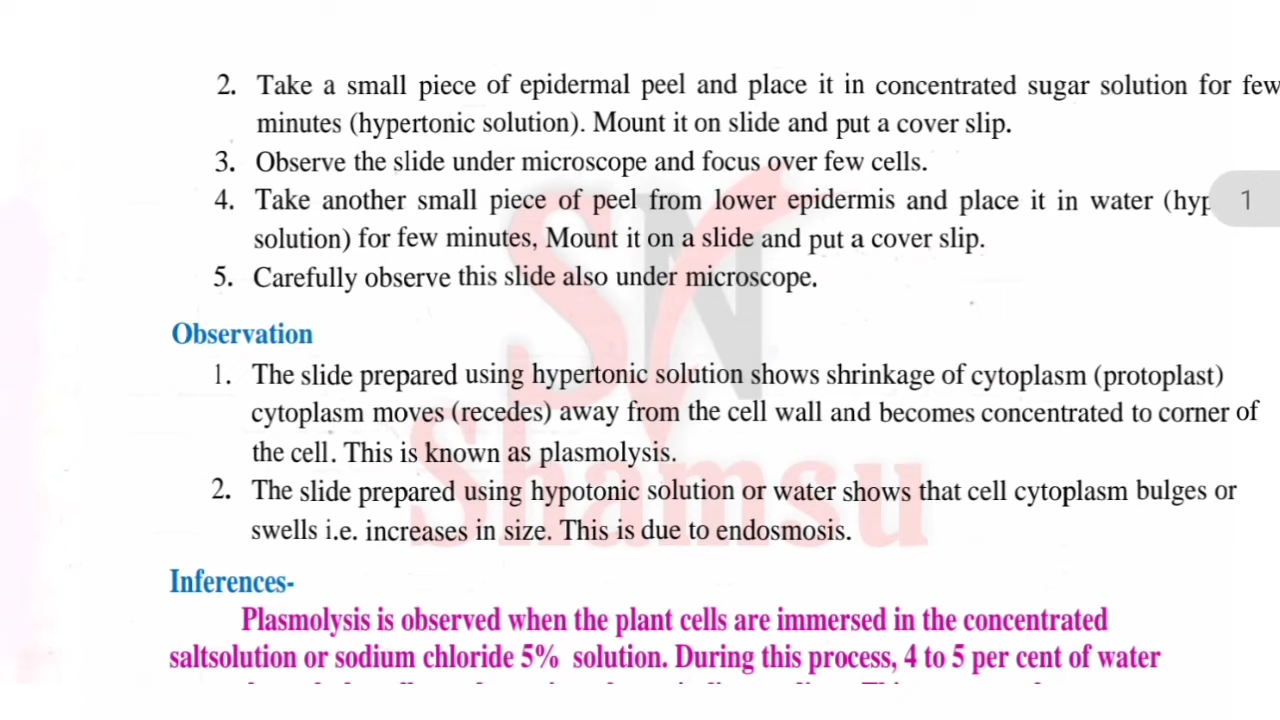 2. Take a small piece of epidermal peel and place it in concentrated sugar solution for few
minutes (hypertonic solution). Mount it on slide and put a cover slip.
3. Observe the slide under microscope and focus over few cells.
4. Take another small piece of peel from lower epidermis and place it in water (hyp
1
solution) for few minutes, Mount it on a slide and put a cover slip.
5. Carefully observe this slide also under microscope.
Observation
1. The slide prepared using hypertonic solution shows shrinkage of cytoplasm (protoplast)
cytoplasm moves (recedes) away from the cell wall and becomes concentrated to corner of
the cell. This is known as plasmolysis.
2. The slide prepared using hypotonic solution or water shows that cell cytoplasm bulges or
swells i.e. increases in size. This is due to endosmosis.
Inferences-
Plasmolysis is observed when the plant cells are immersed in the concentrated
saltsolution or sodium chloride 5% solution. During this process, 4 to 5 per cent of water
SN
Shamsu